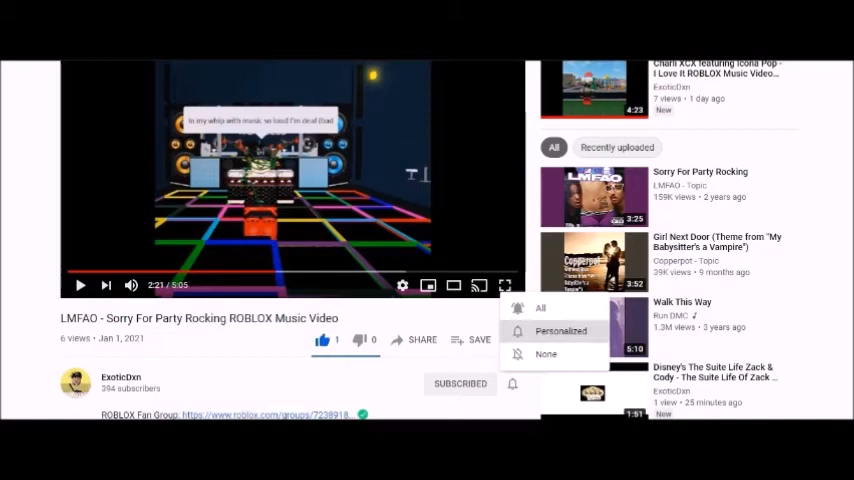 In my whip with music so loud I'm deaf (bad
2:21 / 5:05
LMFAO - Sorry For Party Rocking ROBLOX Music Video
6 views • Jan 1, 2021
1
0
SHARE
SAVE
ExoticDxn
394 subscribers
SUBSCRIBED
ROBLOX Fan Group: https://www.roblox.com/groups/7238918...
All
Personalized
None
Charli XCX featuring Icona Pop -
I Love It ROBLOX Music Video...
ExoticDxn
7 views • 1 day ago
New
4:23
All
Recently uploaded
LMFAO
3:25
Sorry For Party Rocking
LMFAO - Topic
159K views • 2 years ago
Copperpot
3:52
Girl Next Door (Theme from "My
Babysitter's a Vampire")
Copperpot - Topic
39K views • 9 months ago
5:10
Walk This Way
Run DMC
1.3M views • 3 years ago
1:51
Disney's The Suite Life Zack &
Cody - The Suite Life Of Zack ...
ExoticDxn
1 view • 25 minutes ago
New